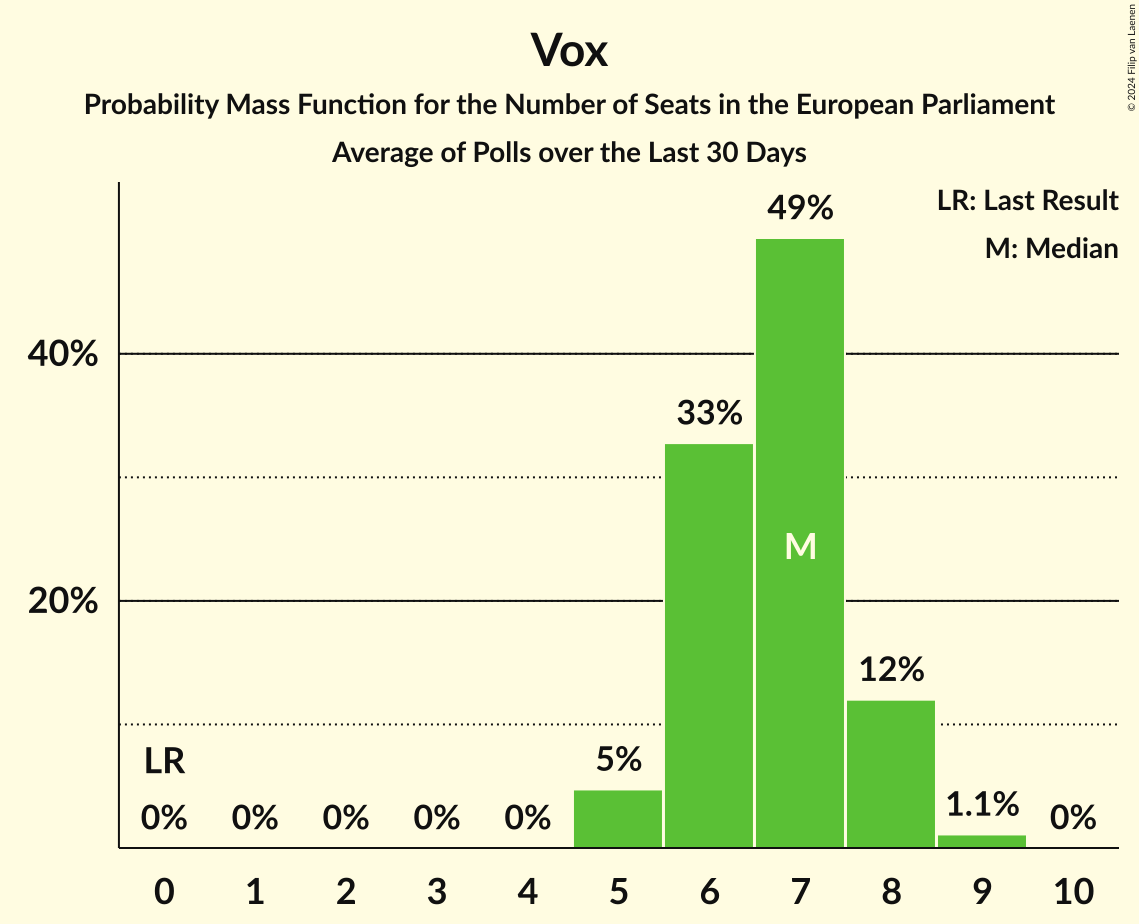 Vox
Probability Mass Function for the Number of Seats in the European Parliament
Average of Polls over the Last 30 Days
© 2024 Filip van Laenen
LR: Last Result
M: Median
49%
40%
33%
M
20%
12%
LR
5%
0% 0% 0% 0% 0% 1.1% 0%
0 1 2 3 4 5 6 7 8 9 10